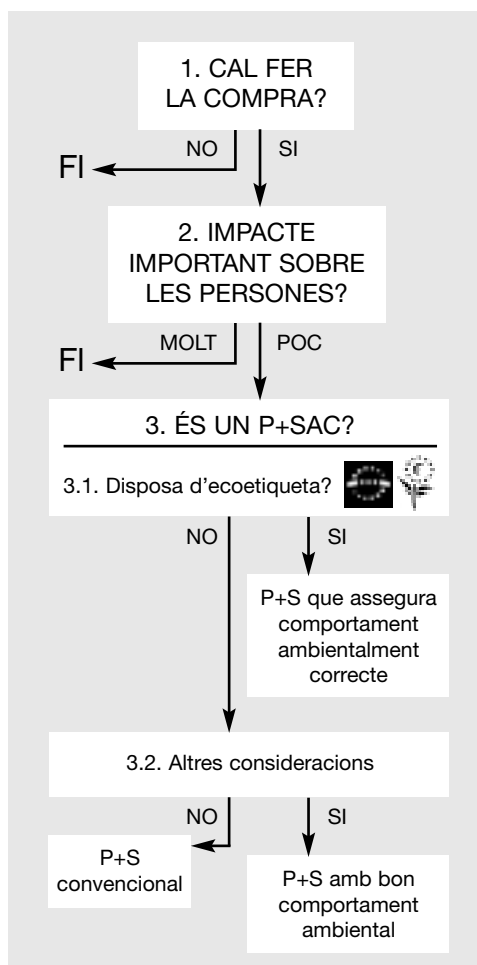 1. CAL FER
LA COMPRA?
NO
SI
FI
2. IMPACTE
IMPORTANT SOBRE
LES PERSONES?
MOLT
POC
FI
3. ÉS UN P+SAC?
3.1. Disposa d'ecoetiqueta?
NO
SI
P+S que assegura
comportament
ambientalment
correcte
3.2. Altres consideracions
NO
SI
P+S
convencional
P+S amb bon
comportament
ambiental